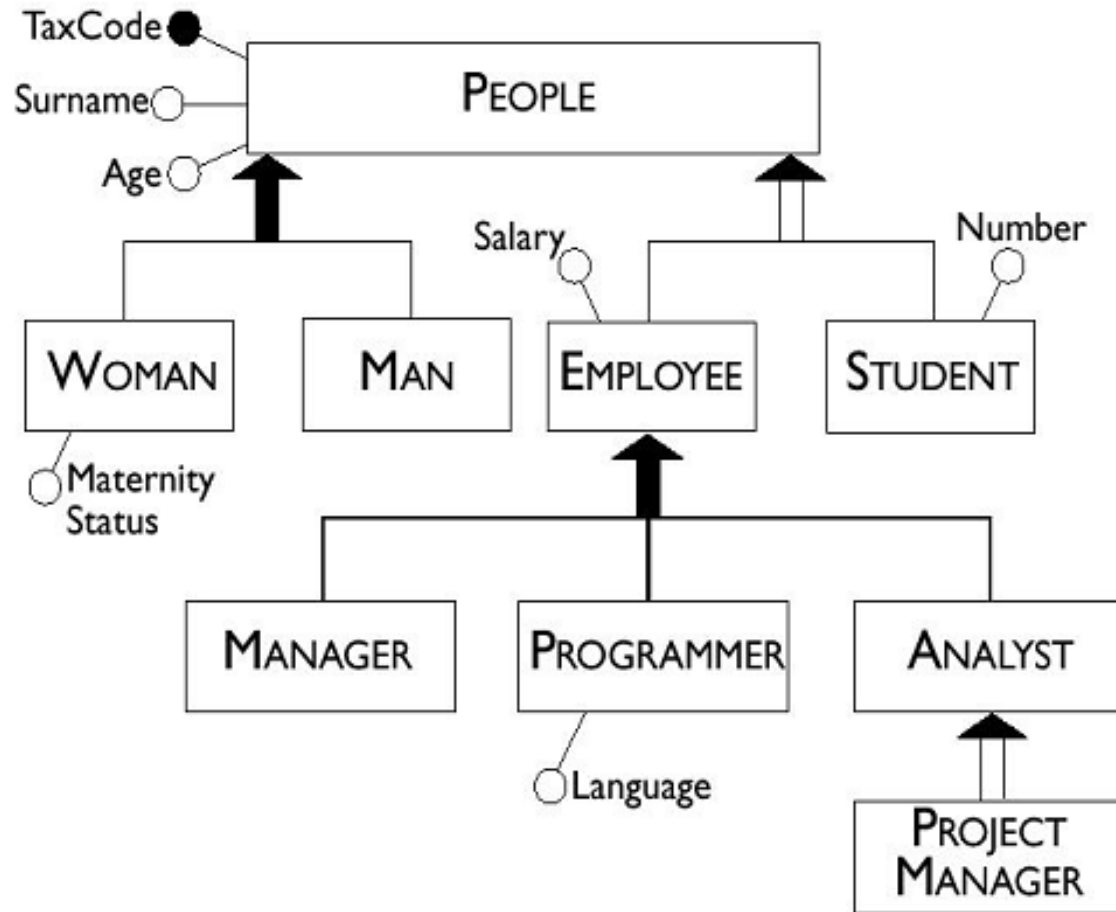 TaxCode
PEOPLE
Surname
Age
Salary
Number
WOMAN
MAN
EMPLOYEE
STUDENT
Maternity
Status
MANAGER
PROGRAMMER
ANALYST
Language
PROJECT
MANAGER